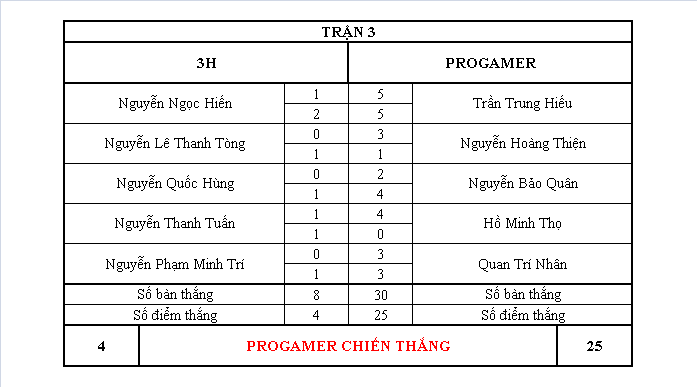 TRẬN 3
3H PROGAMER
Nguyễn Ngọc Hiến 1 5 Trần Trung Hiếu
2 5
Nguyễn Lê Thanh Tòng 0 3 Nguyễn Hoàng Thiện
1 1
Nguyễn Quốc Hùng 0 2 Nguyễn Bảo Quân
1 4
Nguyễn Thanh Tuấn 1 4 Hồ Minh Thọ
1 0
Nguyễn Phạm Minh Trí 0 3 Quan Trí Nhân
1 3
Số bàn thắng 8 30 Số bàn thắng
Số điểm thắng 4 25 Số điểm thắng
4 PROGAMER CHIẾN THẮNG 25